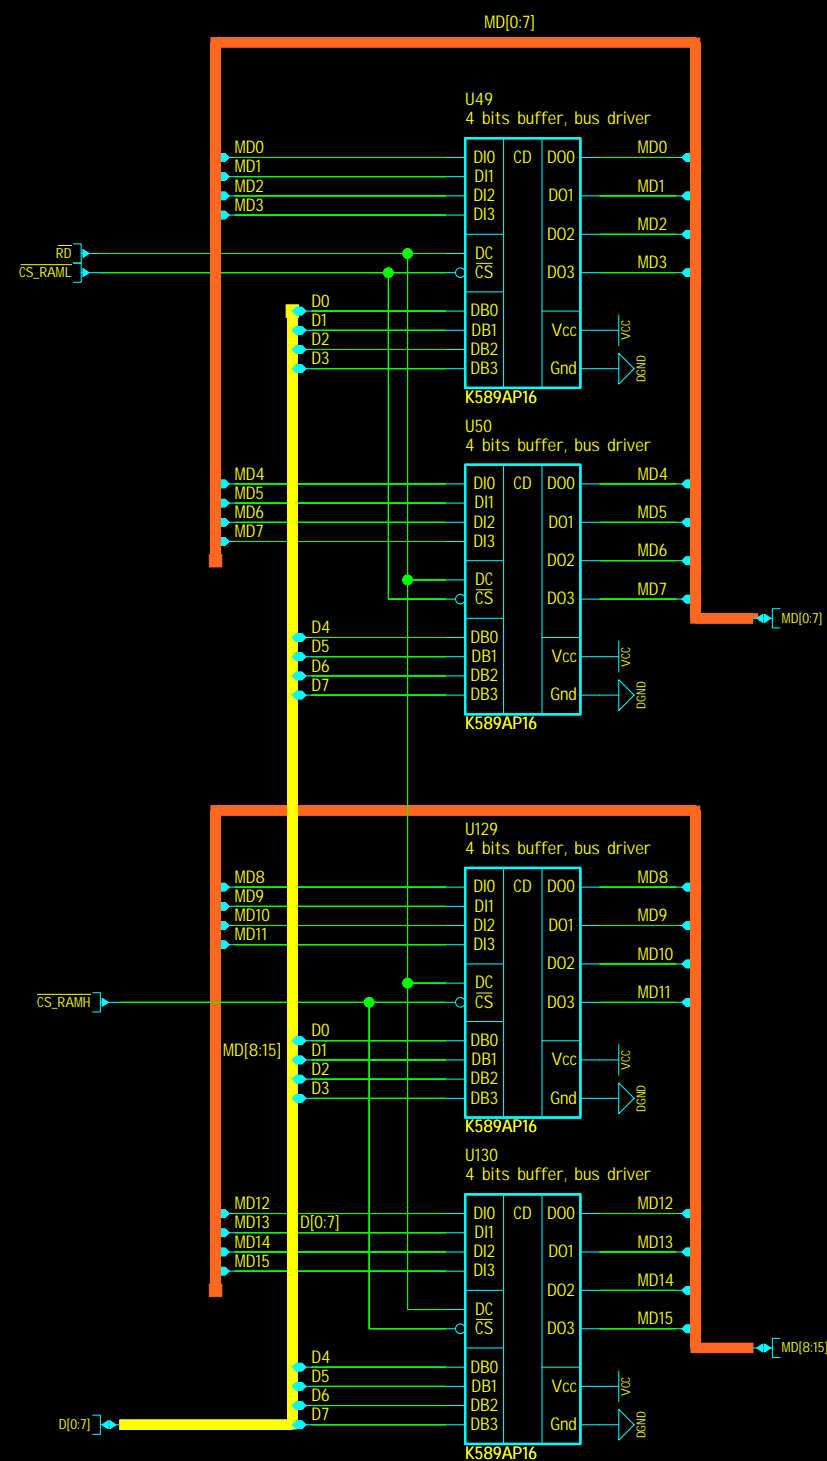 MD[0:7]
U49
4 bits buffer, bus driver
MD0 DI0 CD DO0 MD0
MD1 DI1
MD2 DI2 DO1 MD1
MD3 DI3
DO2 MD2
RD DC
CS_RAML CS DO3 MD3
D0 DB0
D1 DB1 Vcc VCC
D2 DB2
D3 DB3 Gnd DGND
K589AP16
U50
4 bits buffer, bus driver
MD4 DI0 CD DO0 MD4
MD5 DI1
MD6 DI2 DO1 MD5
MD7 DI3
DO2 MD6
DC
CS DO3 MD7
MD[0:7]
D4 DB0
D5 DB1 Vcc VCC
D6 DB2
D7 DB3 Gnd DGND
K589AP16
U129
4 bits buffer, bus driver
MD8 DI0 CD DO0 MD8
MD9 DI1
MD10 DI2 DO1 MD9
MD11 DI3
DO2 MD10
DC
CS_RAMH CS DO3 MD11
D0 DB0
MD[8:15] D1 DB1 Vcc VCC
D2 DB2
D3 DB3 Gnd DGND
K589AP16
U130
4 bits buffer, bus driver
MD12 DI0 CD DO0 MD12
MD13 D[0:7] DI1
MD14 DI2 DO1 MD13
MD15 DI3
DO2 MD14
DC
CS DO3 MD15
MD[8:15]
D4 DB0
D5 DB1 Vcc VCC
D6 DB2
D[0:7] D7 DB3 Gnd DGND
K589AP16